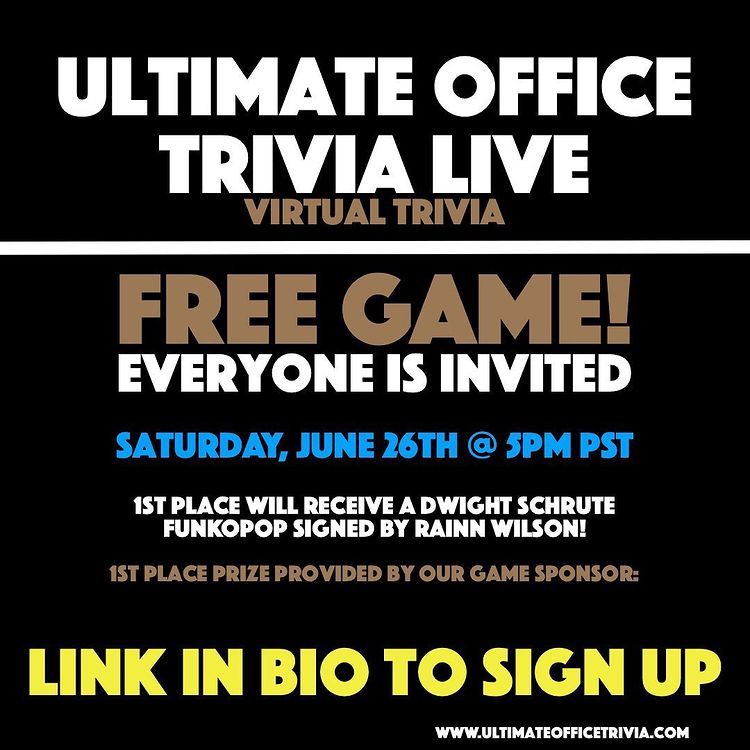 ULTIMATE OFFICE
TRIVIA LIVE
VIRTUAL TRIVIA
FREE GAME!
EVERYONE IS INVITED
SATURDAY, JUNE 26TH @ 5PM PST
1ST PLACE WILL RECEIVE A DWIGHT SCHRUTE
FUNKOPOP SIGNED BY RAINN WILSON!
1ST PLACE PRIZE PROVIDED BY OUR GAME SPONSOR:
LINK IN BIO TO SIGN UP
WWW.ULTIMATEOFFICETRIVIA.COM